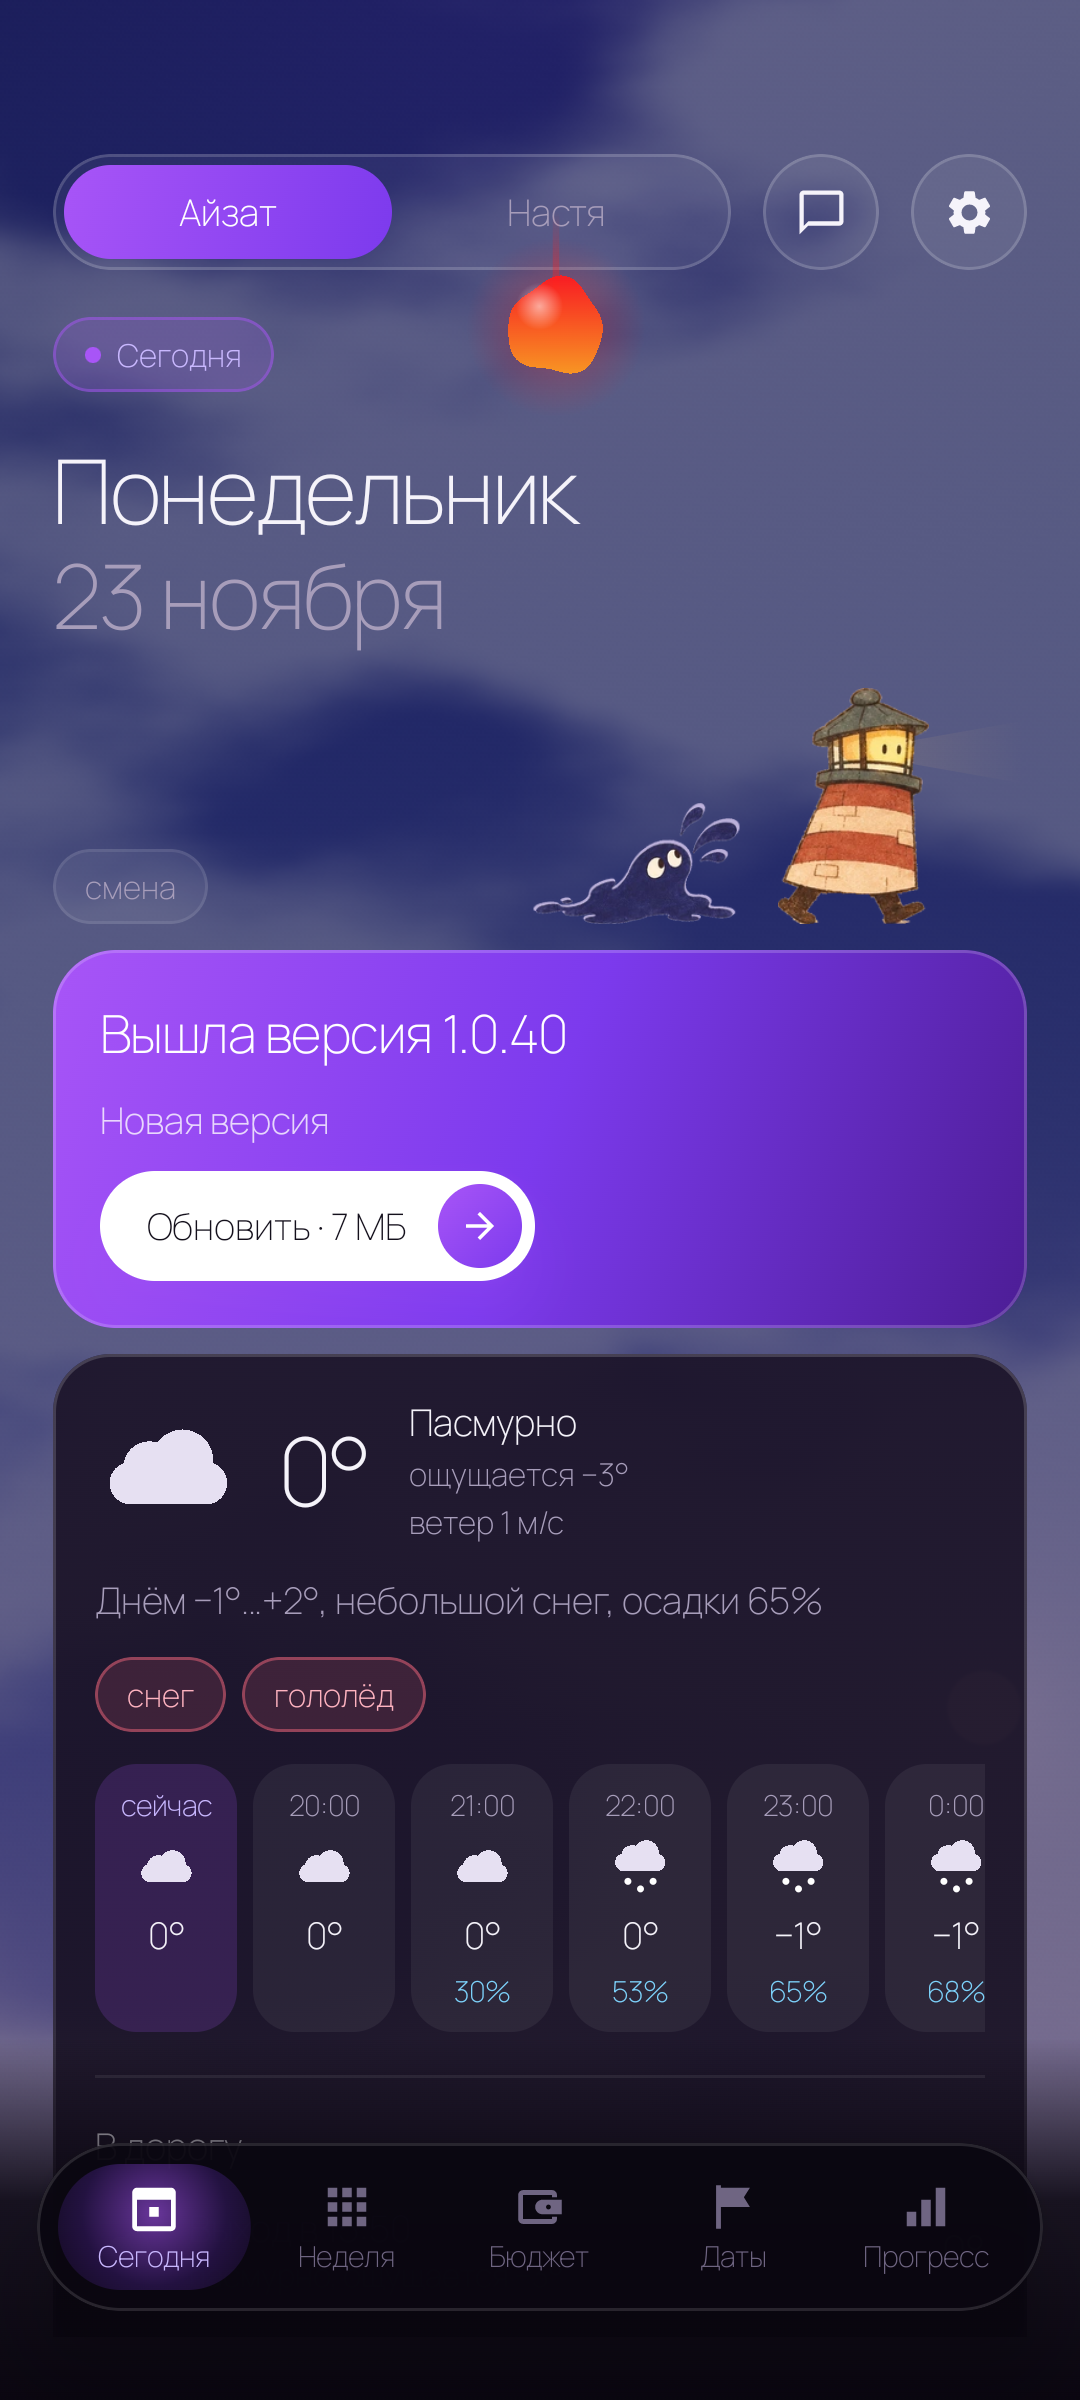 Айзат
Настя
Сегодня
Понедельник
23 ноября
смена
Вышла версия 1.0.40
Новая версия
Обновить · 7 МБ
0°
Пасмурно
ощущается −3°
ветер 1 м/с
Днём −1°…+2°, небольшой снег, осадки 65%
снег
гололёд
сейчас 20:00 21:00 22:00 23:00 0:00
0° 0° 0° 0° −1° −1°
30% 53% 65% 68%
В дорогу
Сегодня Неделя Бюджет Даты Прогресс